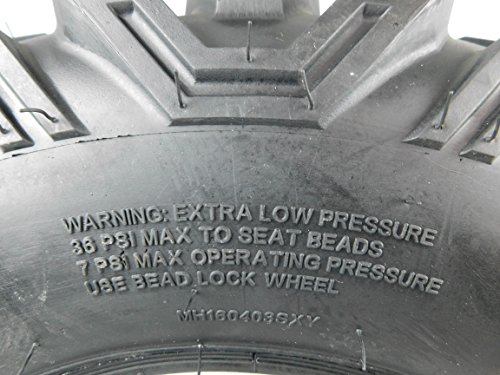 WARNING: EXTRA LOW PRESSURE
36 PSI MAX TO SEAT BEADS
7 PSI MAX OPERATING PRESSURE
USE BEAD LOCK WHEEL
MH160403SXY